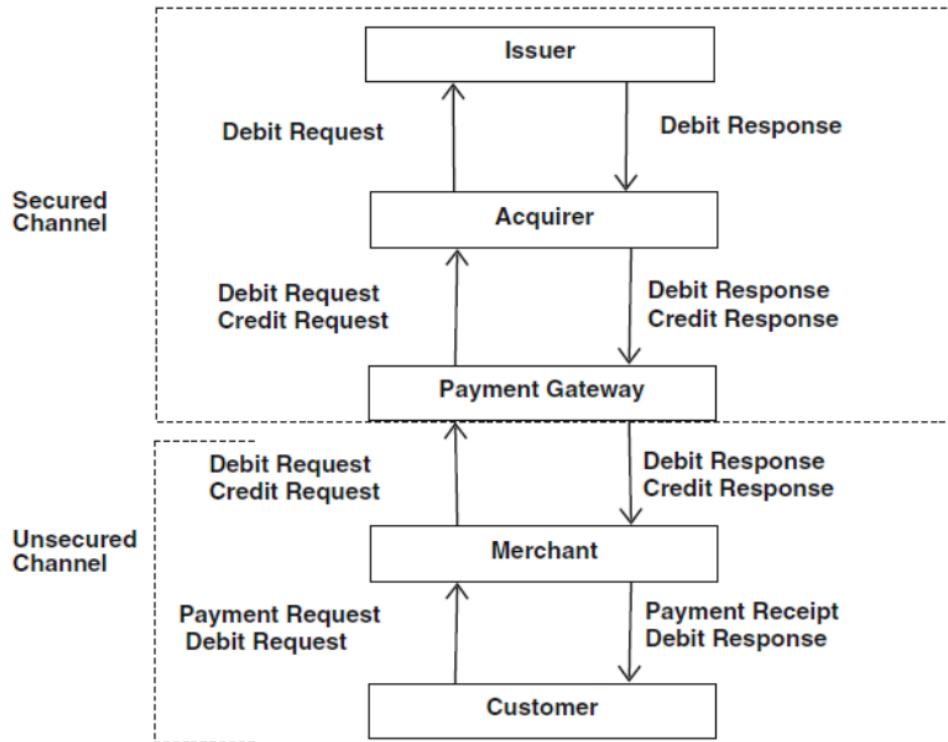 Issuer
Debit Request
Debit Response
Secured
Channel
Acquirer
Debit Request
Credit Request
Debit Response
Credit Response
Payment Gateway
Debit Request
Credit Request
Debit Response
Credit Response
Unsecured
Channel
Merchant
Payment Request
Debit Request
Payment Receipt
Debit Response
Customer